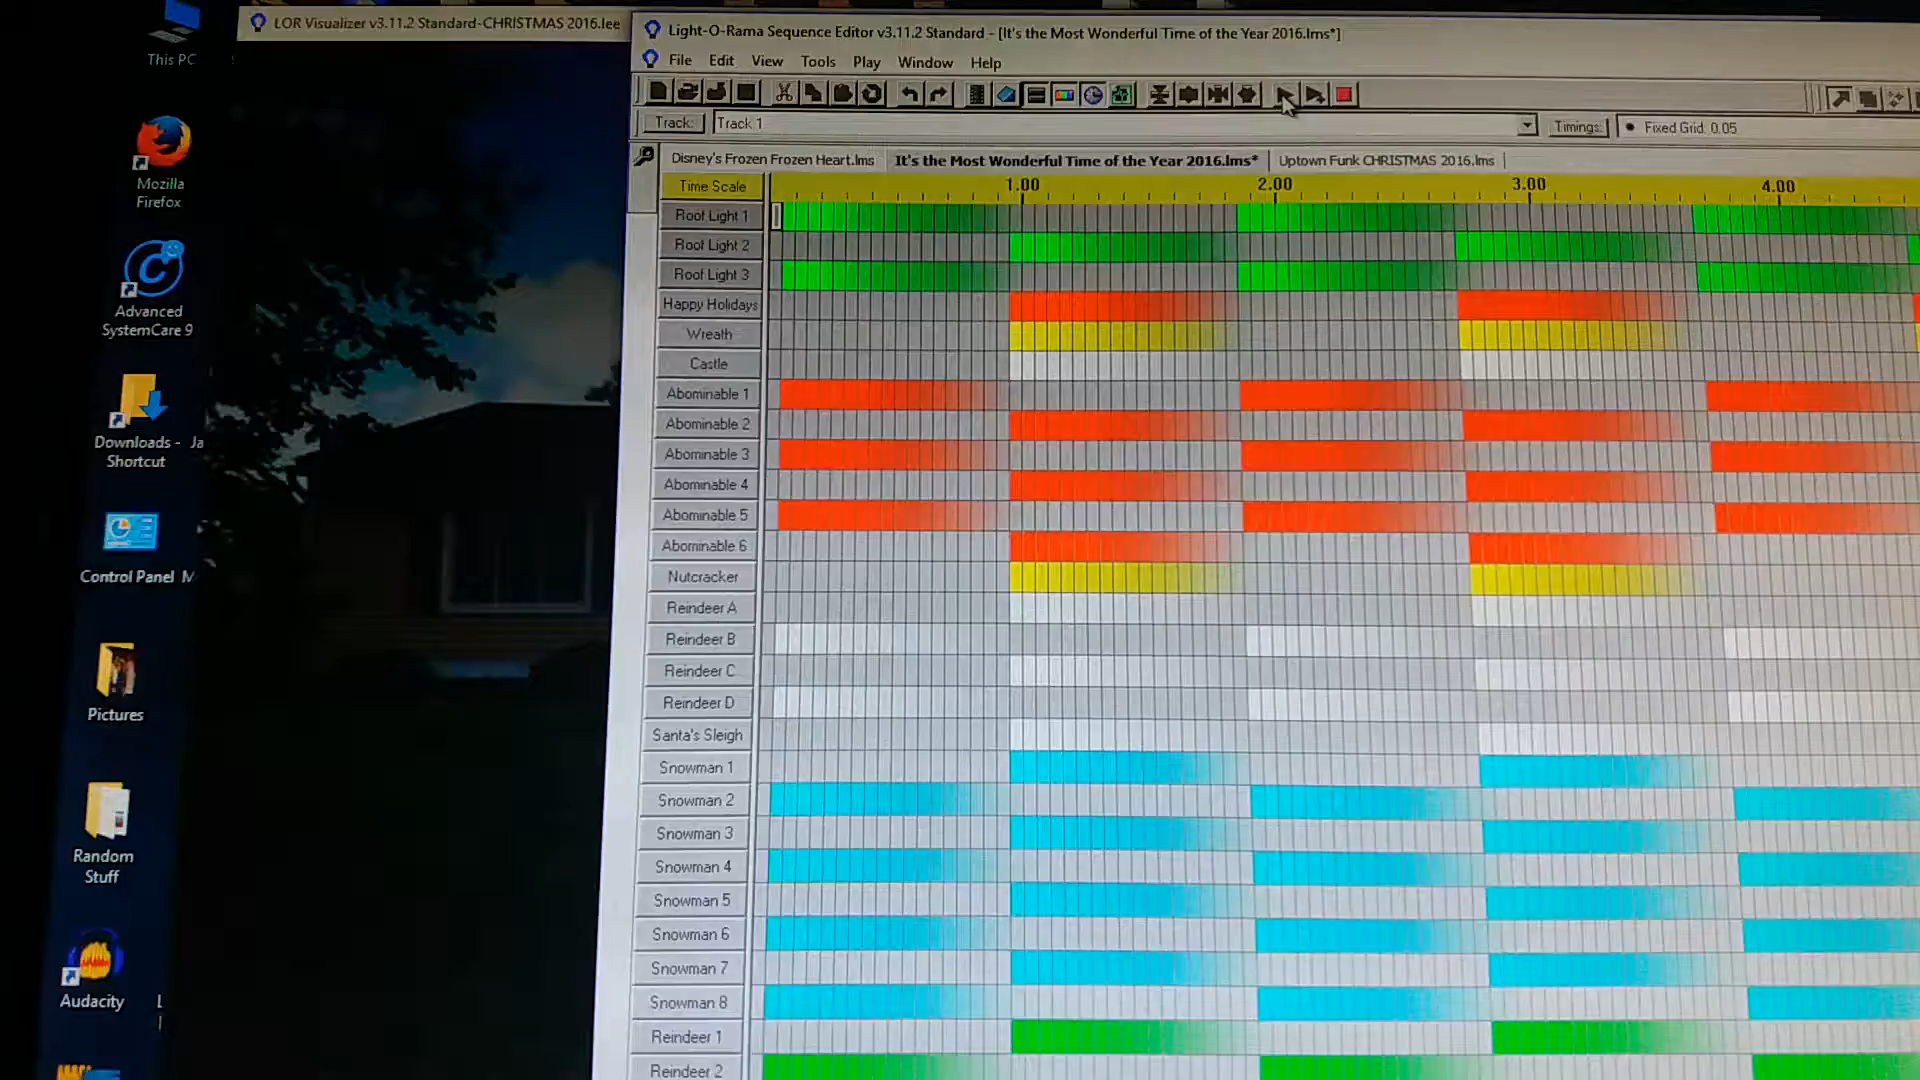 This PC
Mozilla
Firefox
Advanced
SystemCare 9
Downloads -
Shortcut
Ja
Control Panel
M
Pictures
Random
Stuff
Audacity
LOR Visualizer v3.11.2 Standard-CHRISTMAS 2016.lee
Light-O-Rama Sequence Editor v3.11.2 Standard - [It's the Most Wonderful Time of the Year 2016.lms*]
File Edit View Tools Play Window Help
Track: Track 1 Timings: Fixed Grid: 0.05
Disney's Frozen Frozen Heart.lms It's the Most Wonderful Time of the Year 2016.lms* Uptown Funk CHRISTMAS 2016.lms
Time Scale 1.00 2.00 3.00 4.00
Roof Light 1
Roof Light 2
Roof Light 3
Happy Holidays
Wreath
Castle
Abominable 1
Abominable 2
Abominable 3
Abominable 4
Abominable 5
Abominable 6
Nutcracker
Reindeer A
Reindeer B
Reindeer C
Reindeer D
Santa's Sleigh
Snowman 1
Snowman 2
Snowman 3
Snowman 4
Snowman 5
Snowman 6
Snowman 7
Snowman 8
Reindeer 1
Reindeer 2